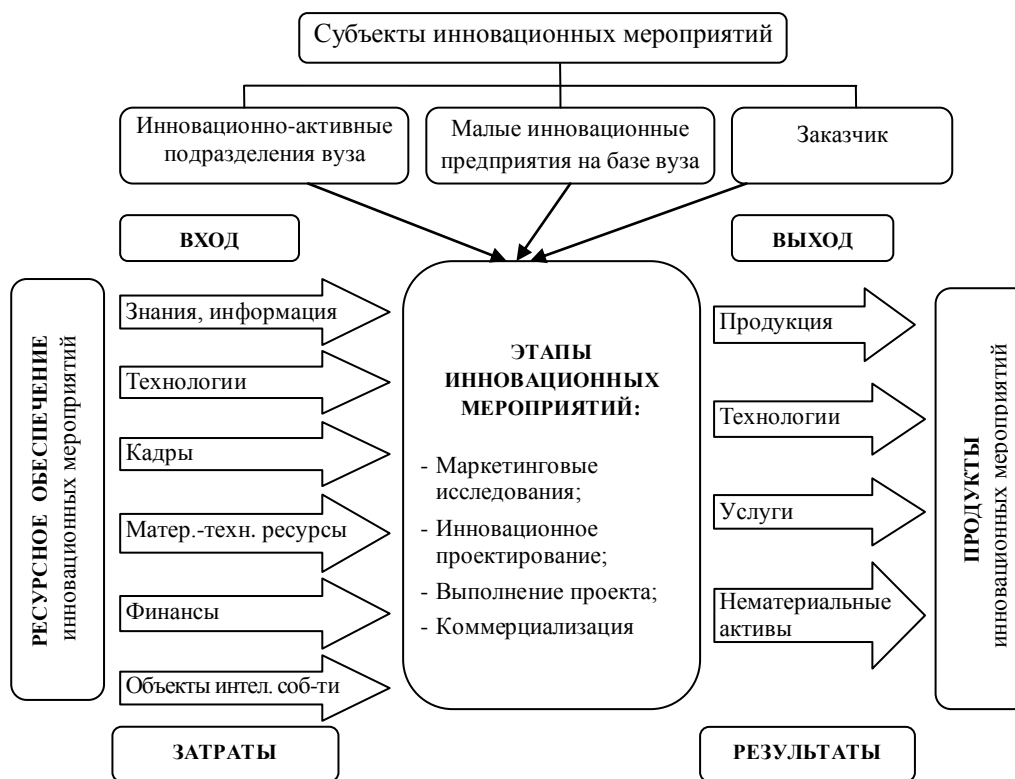 Субъекты инновационных мероприятий
Инновационно-активные
подразделения вуза
Малые инновационные
предприятия на базе вуза
Заказчик
ВХОД
ВЫХОД
РЕСУРСНОЕ ОБЕСПЕЧЕНИЕ
инновационных мероприятий
Знания, информация
Технологии
Кадры
Матер.-техн. ресурсы
Финансы
Объекты интел. соб-ти
ЭТАПЫ
ИННОВАЦИОННЫХ
МЕРОПРИЯТИЙ:
- Маркетинговые
исследования;
- Инновационное
проектирование;
- Выполнение проекта;
- Коммерциализация
Продукция
Технологии
Услуги
Нематериальные
активы
ПРОДУКТЫ
инновационных мероприятий
ЗАТРАТЫ
РЕЗУЛЬТАТЫ